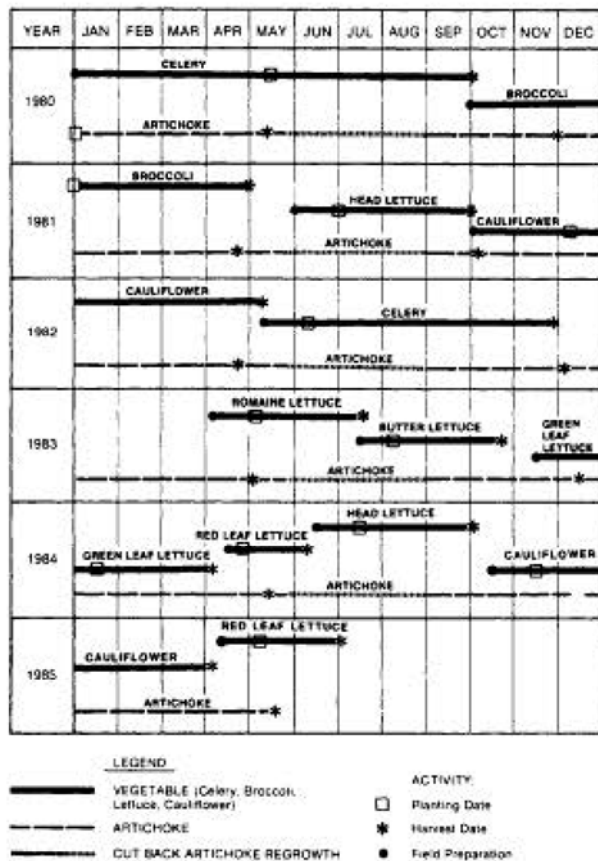 YEAR JAN FEB MAR APR MAY JUN JUL AUG SEP OCT NOV DEC
1980
CELERY
BROCCOLI
ARTICHOKE
1981
BROCCOLI
HEAD LETTUCE
CAULIFLOWER
ARTICHOKE
1982
CAULIFLOWER
CELERY
ARTICHOKE
1983
ROMAINE LETTUCE
BUTTER LETTUCE
GREEN
LEAF
LETTUCE
ARTICHOKE
1984
HEAD LETTUCE
RED LEAF LETTUCE
GREEN LEAF LETTUCE
CAULIFLOWER
ARTICHOKE
1985
RED LEAF LETTUCE
CAULIFLOWER
ARTICHOKE
LEGEND
VEGETABLE (Celery, Broccoli,
Lettuce, Cauliflower)
ARTICHOKE
CUT BACK ARTICHOKE REGROWTH
ACTIVITY:
Planting Date
Harvest Date
Field Preparation